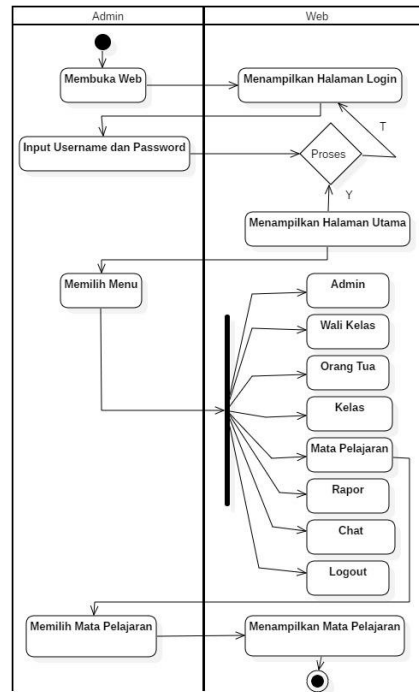 Admin
Web
Membuka Web
Menampilkan Halaman Login
Input Username dan Password
Proses
T
Y
Menampilkan Halaman Utama
Memilih Menu
Admin
Wali Kelas
Orang Tua
Kelas
Mata Pelajaran
Rapor
Chat
Logout
Memilih Mata Pelajaran
Menampilkan Mata Pelajaran